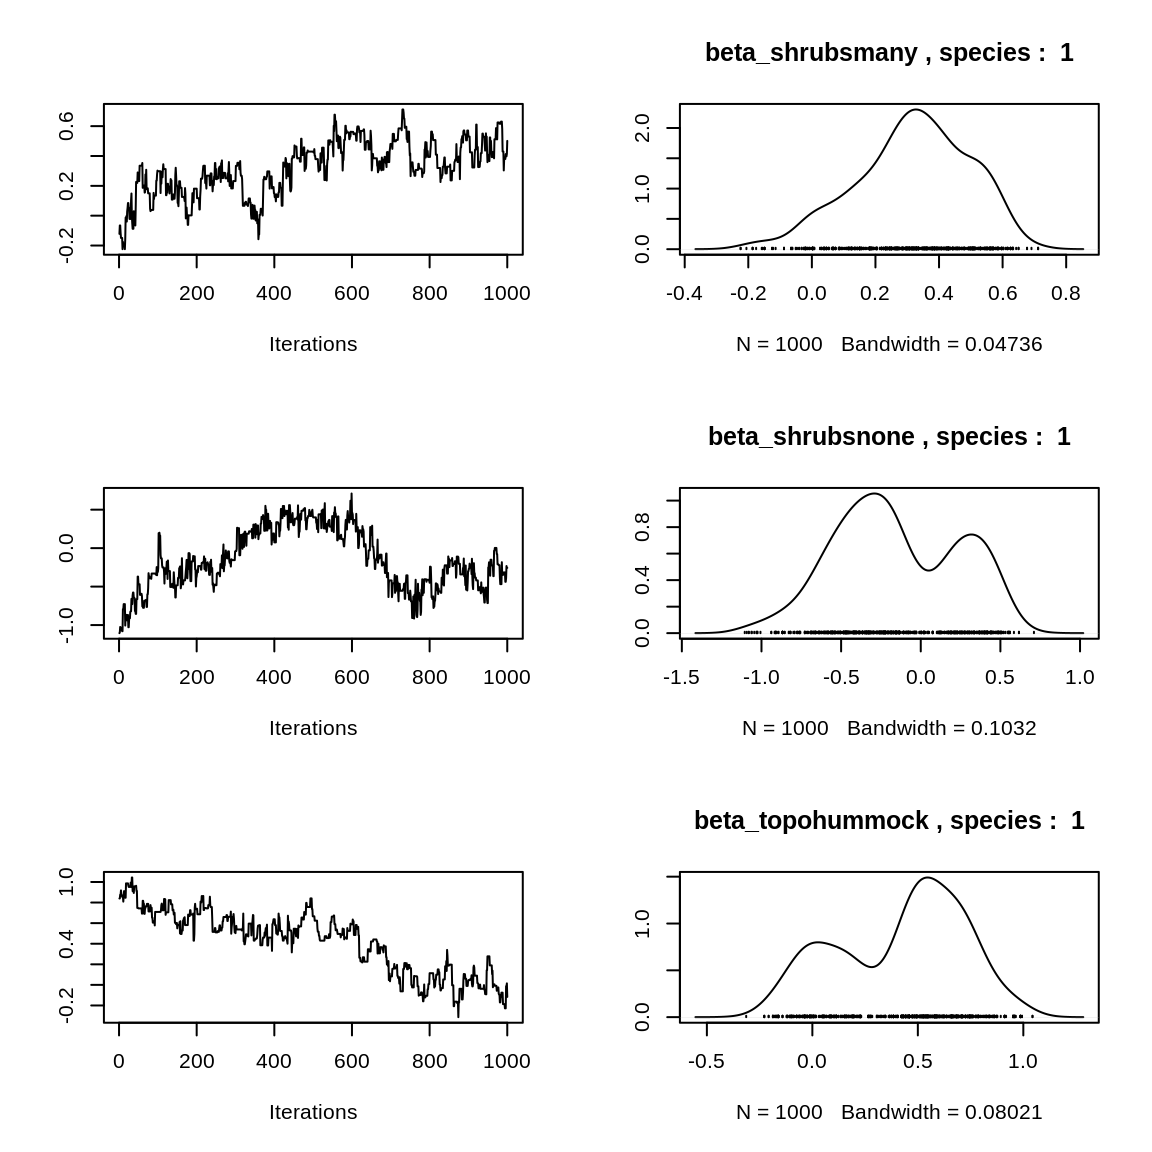 beta_shrubsmany , species :  1
0.6
0.2
-0.2
0 200 400 600 800 1000
Iterations
2.0
1.0
0.0
-0.4 -0.2 0.0 0.2 0.4 0.6 0.8
N = 1000   Bandwidth = 0.04736
beta_shrubsnone , species :  1
0.0
-1.0
0 200 400 600 800 1000
Iterations
0.8
0.4
0.0
-1.5 -1.0 -0.5 0.0 0.5 1.0
N = 1000   Bandwidth = 0.1032
beta_topohummock , species :  1
1.0
0.4
-0.2
0 200 400 600 800 1000
Iterations
1.0
0.0
-0.5 0.0 0.5 1.0
N = 1000   Bandwidth = 0.08021